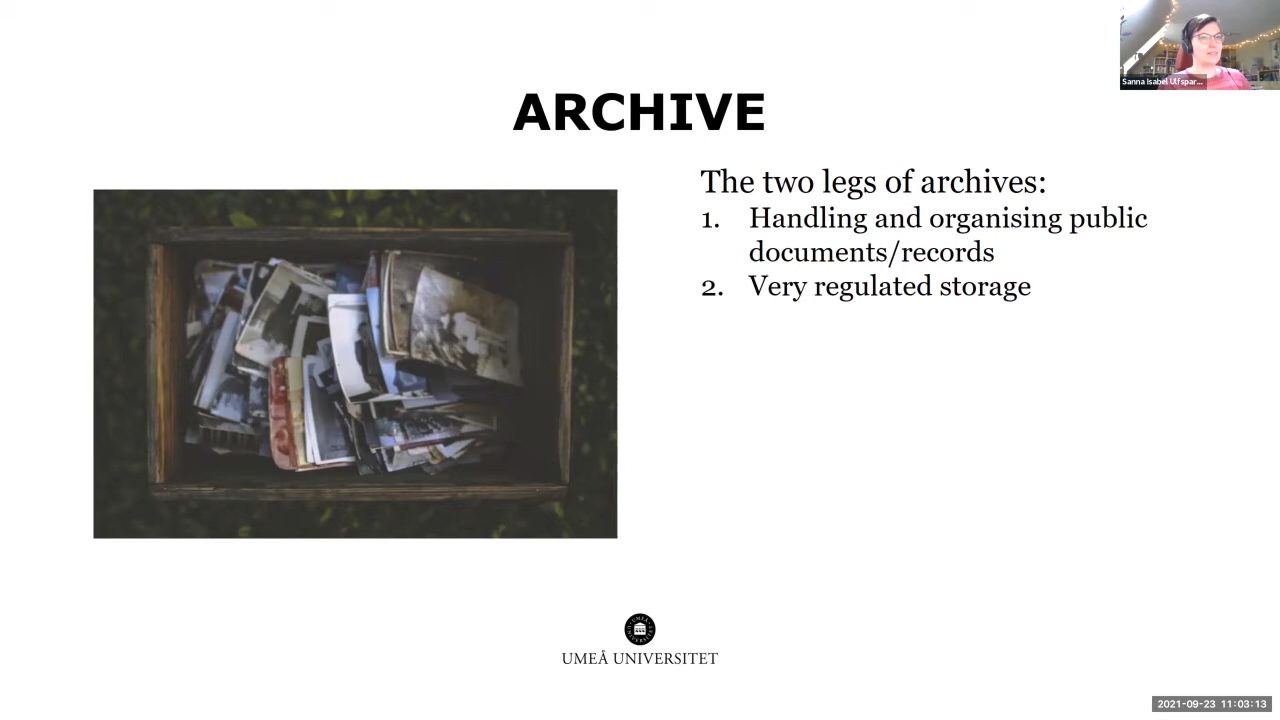 Sanna Isabel Ulfspar...
ARCHIVE
The two legs of archives:
1. Handling and organising public
documents/records
2. Very regulated storage
UMEÅ UNIVERSITET
2021-09-23 11:03:13